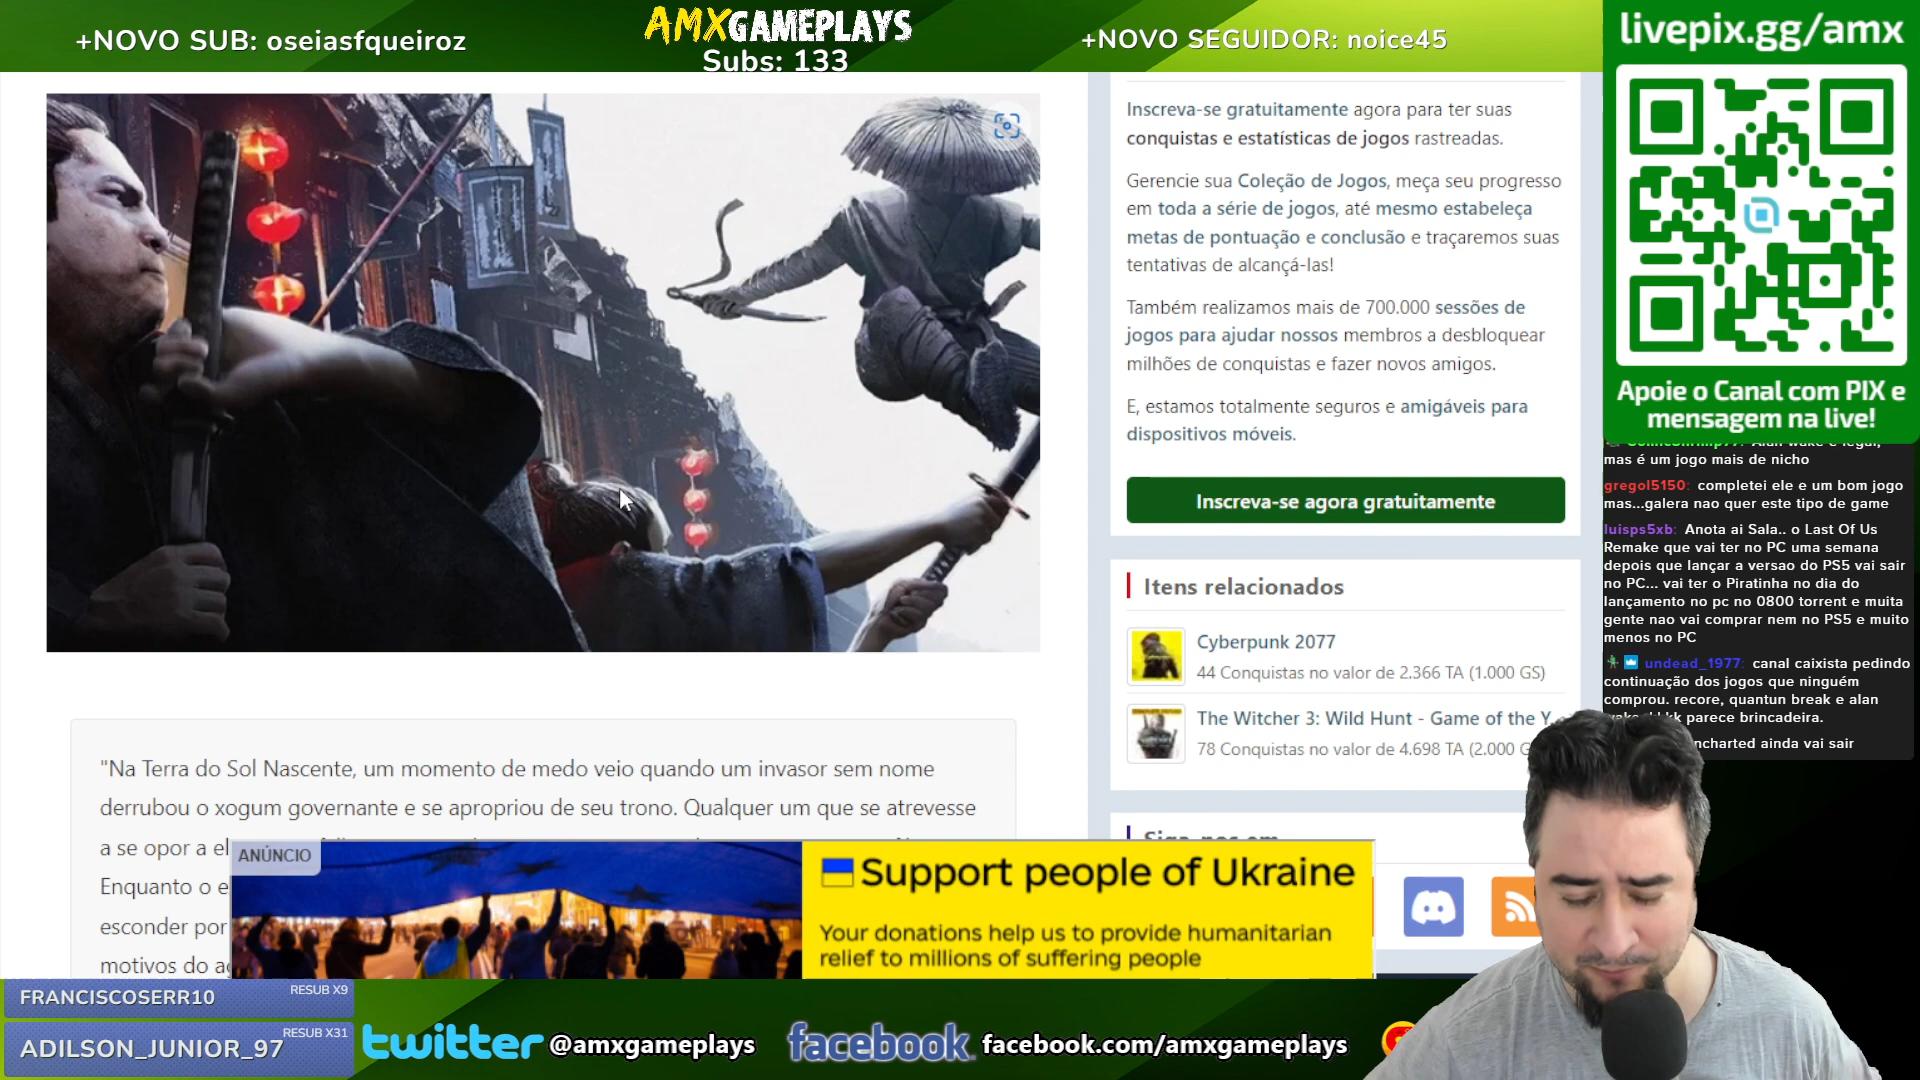 +NOVO SUB: oseiasfqueiroz
AMXGAMEPLAYS
Subs: 133
+NOVO SEGUIDOR: noice45
livepix.gg/amx
Apoie o Canal com PIX e
mensagem na live!
Inscreva-se gratuitamente agora para ter suas
conquistas e estatísticas de jogos rastreadas.
Gerencie sua Coleção de Jogos, meça seu progresso
em toda a série de jogos, até mesmo estabeleça
metas de pontuação e conclusão e traçaremos suas
tentativas de alcançá-las!
Também realizamos mais de 700.000 sessões de
jogos para ajudar nossos membros a desbloquear
milhões de conquistas e fazer novos amigos.
E, estamos totalmente seguros e amigáveis para
dispositivos móveis.
Inscreva-se agora gratuitamente
Itens relacionados
Cyberpunk 2077
44 Conquistas no valor de 2.366 TA (1.000 GS)
The Witcher 3: Wild Hunt - Game of the Y...
78 Conquistas no valor de 4.698 TA (2.000
Siga-nos em
mas é um jogo mais de nicho
gregol5150: completei ele e um bom jogo
mas...galera nao quer este tipo de game
luisps5xb: Anota ai Sala.. o Last Of Us
Remake que vai ter no PC uma semana
depois que lançar a versao do PS5 vai sair
no PC... vai ter o Piratinha no dia do
lançamento no pc no 0800 torrent e muita
gente nao vai comprar nem no PS5 e muito
menos no PC
undead_1977: canal caixista pedindo
continuação dos jogos que ninguém
comprou. recore, quantun break e alan
parece brincadeira.
ncharted ainda vai sair
"Na Terra do Sol Nascente, um momento de medo veio quando um invasor sem nome
derrubou o xogum governante e se apropriou de seu trono. Qualquer um que se atrevesse
a se opor a el
Enquanto o e
esconder por
motivos do a
ANÚNCIO
Support people of Ukraine
Your donations help us to provide humanitarian
relief to millions of suffering people
FRANCISCOSERR10
RESUB X9
ADILSON_JUNIOR_97
RESUB X31
twitter @amxgameplays
facebook facebook.com/amxgameplays